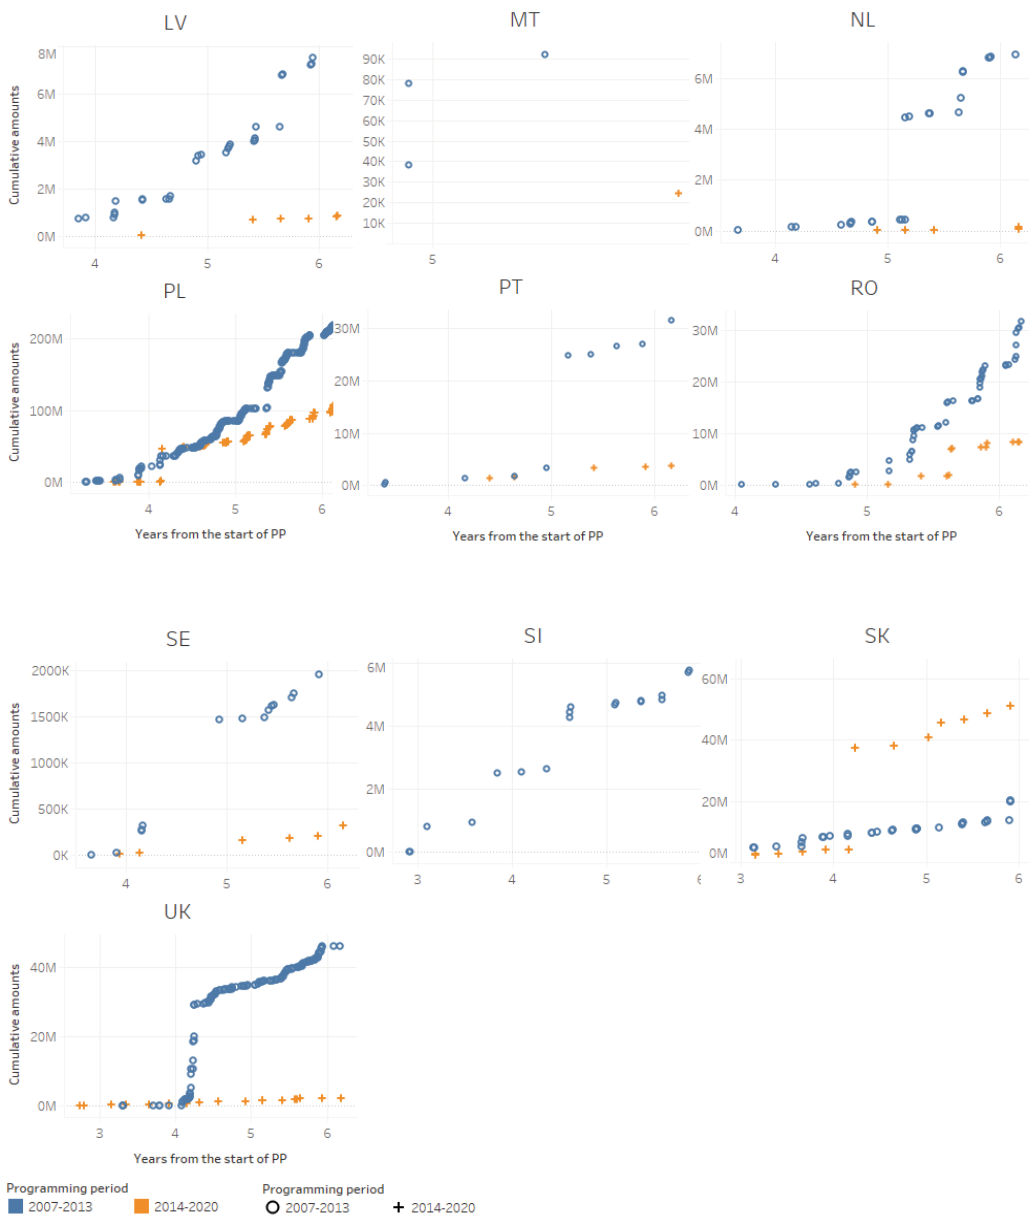 LV MT NL
Cumulative amounts
8M
6M
4M
2M
0M
4 5 6
90K
80K
70K
60K
50K
40K
30K
20K
10K
5
6M
4M
2M
0M
4 5 6
PL PT RO
Cumulative amounts
200M
100M
0M
4 5 6
Years from the start of PP
30M
20M
10M
0M
4 5 6
Years from the start of PP
30M
20M
10M
0M
4 5 6
Years from the start of PP
SE SI SK
Cumulative amounts
2000K
1500K
1000K
500K
0K
4 5 6
6M
4M
2M
0M
3 4 5 6
60M
40M
20M
0M
3 4 5 6
UK
Cumulative amounts
40M
20M
0M
3 4 5 6
Years from the start of PP
Programming period Programming period
2007-2013 2014-2020 2007-2013 2014-2020